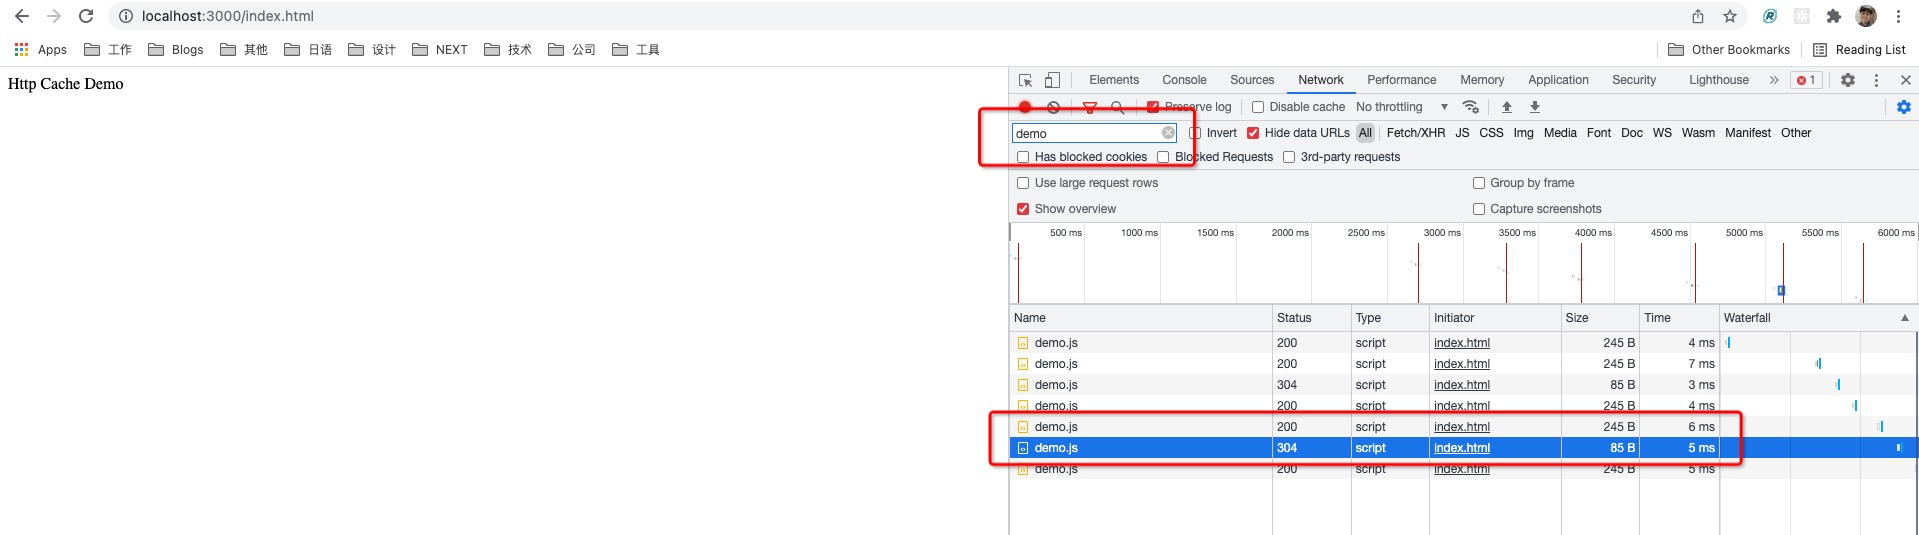 localhost:3000/index.html
Apps 工作 Blogs 其他 日语 设计 NEXT 技术 公司 工具 Other Bookmarks Reading List
Http Cache Demo
Elements Console Sources Network Performance Memory Application Security Lighthouse » 1
Preserve log Disable cache No throttling
demo Invert Hide data URLs All Fetch/XHR JS CSS Img Media Font Doc WS Wasm Manifest Other
Has blocked cookies Blocked Requests 3rd-party requests
Use large request rows Group by frame
Show overview Capture screenshots
500 ms 1000 ms 1500 ms 2000 ms 2500 ms 3000 ms 3500 ms 4000 ms 4500 ms 5000 ms 5500 ms 6000 ms
Name Status Type Initiator Size Time Waterfall
demo.js 200 script index.html 245 B 4 ms
demo.js 200 script index.html 245 B 7 ms
demo.js 304 script index.html 85 B 3 ms
demo.js 200 script index.html 245 B 4 ms
demo.js 200 script index.html 245 B 6 ms
demo.js 304 script index.html 85 B 5 ms
demo.js 200 script index.html 245 B 5 ms